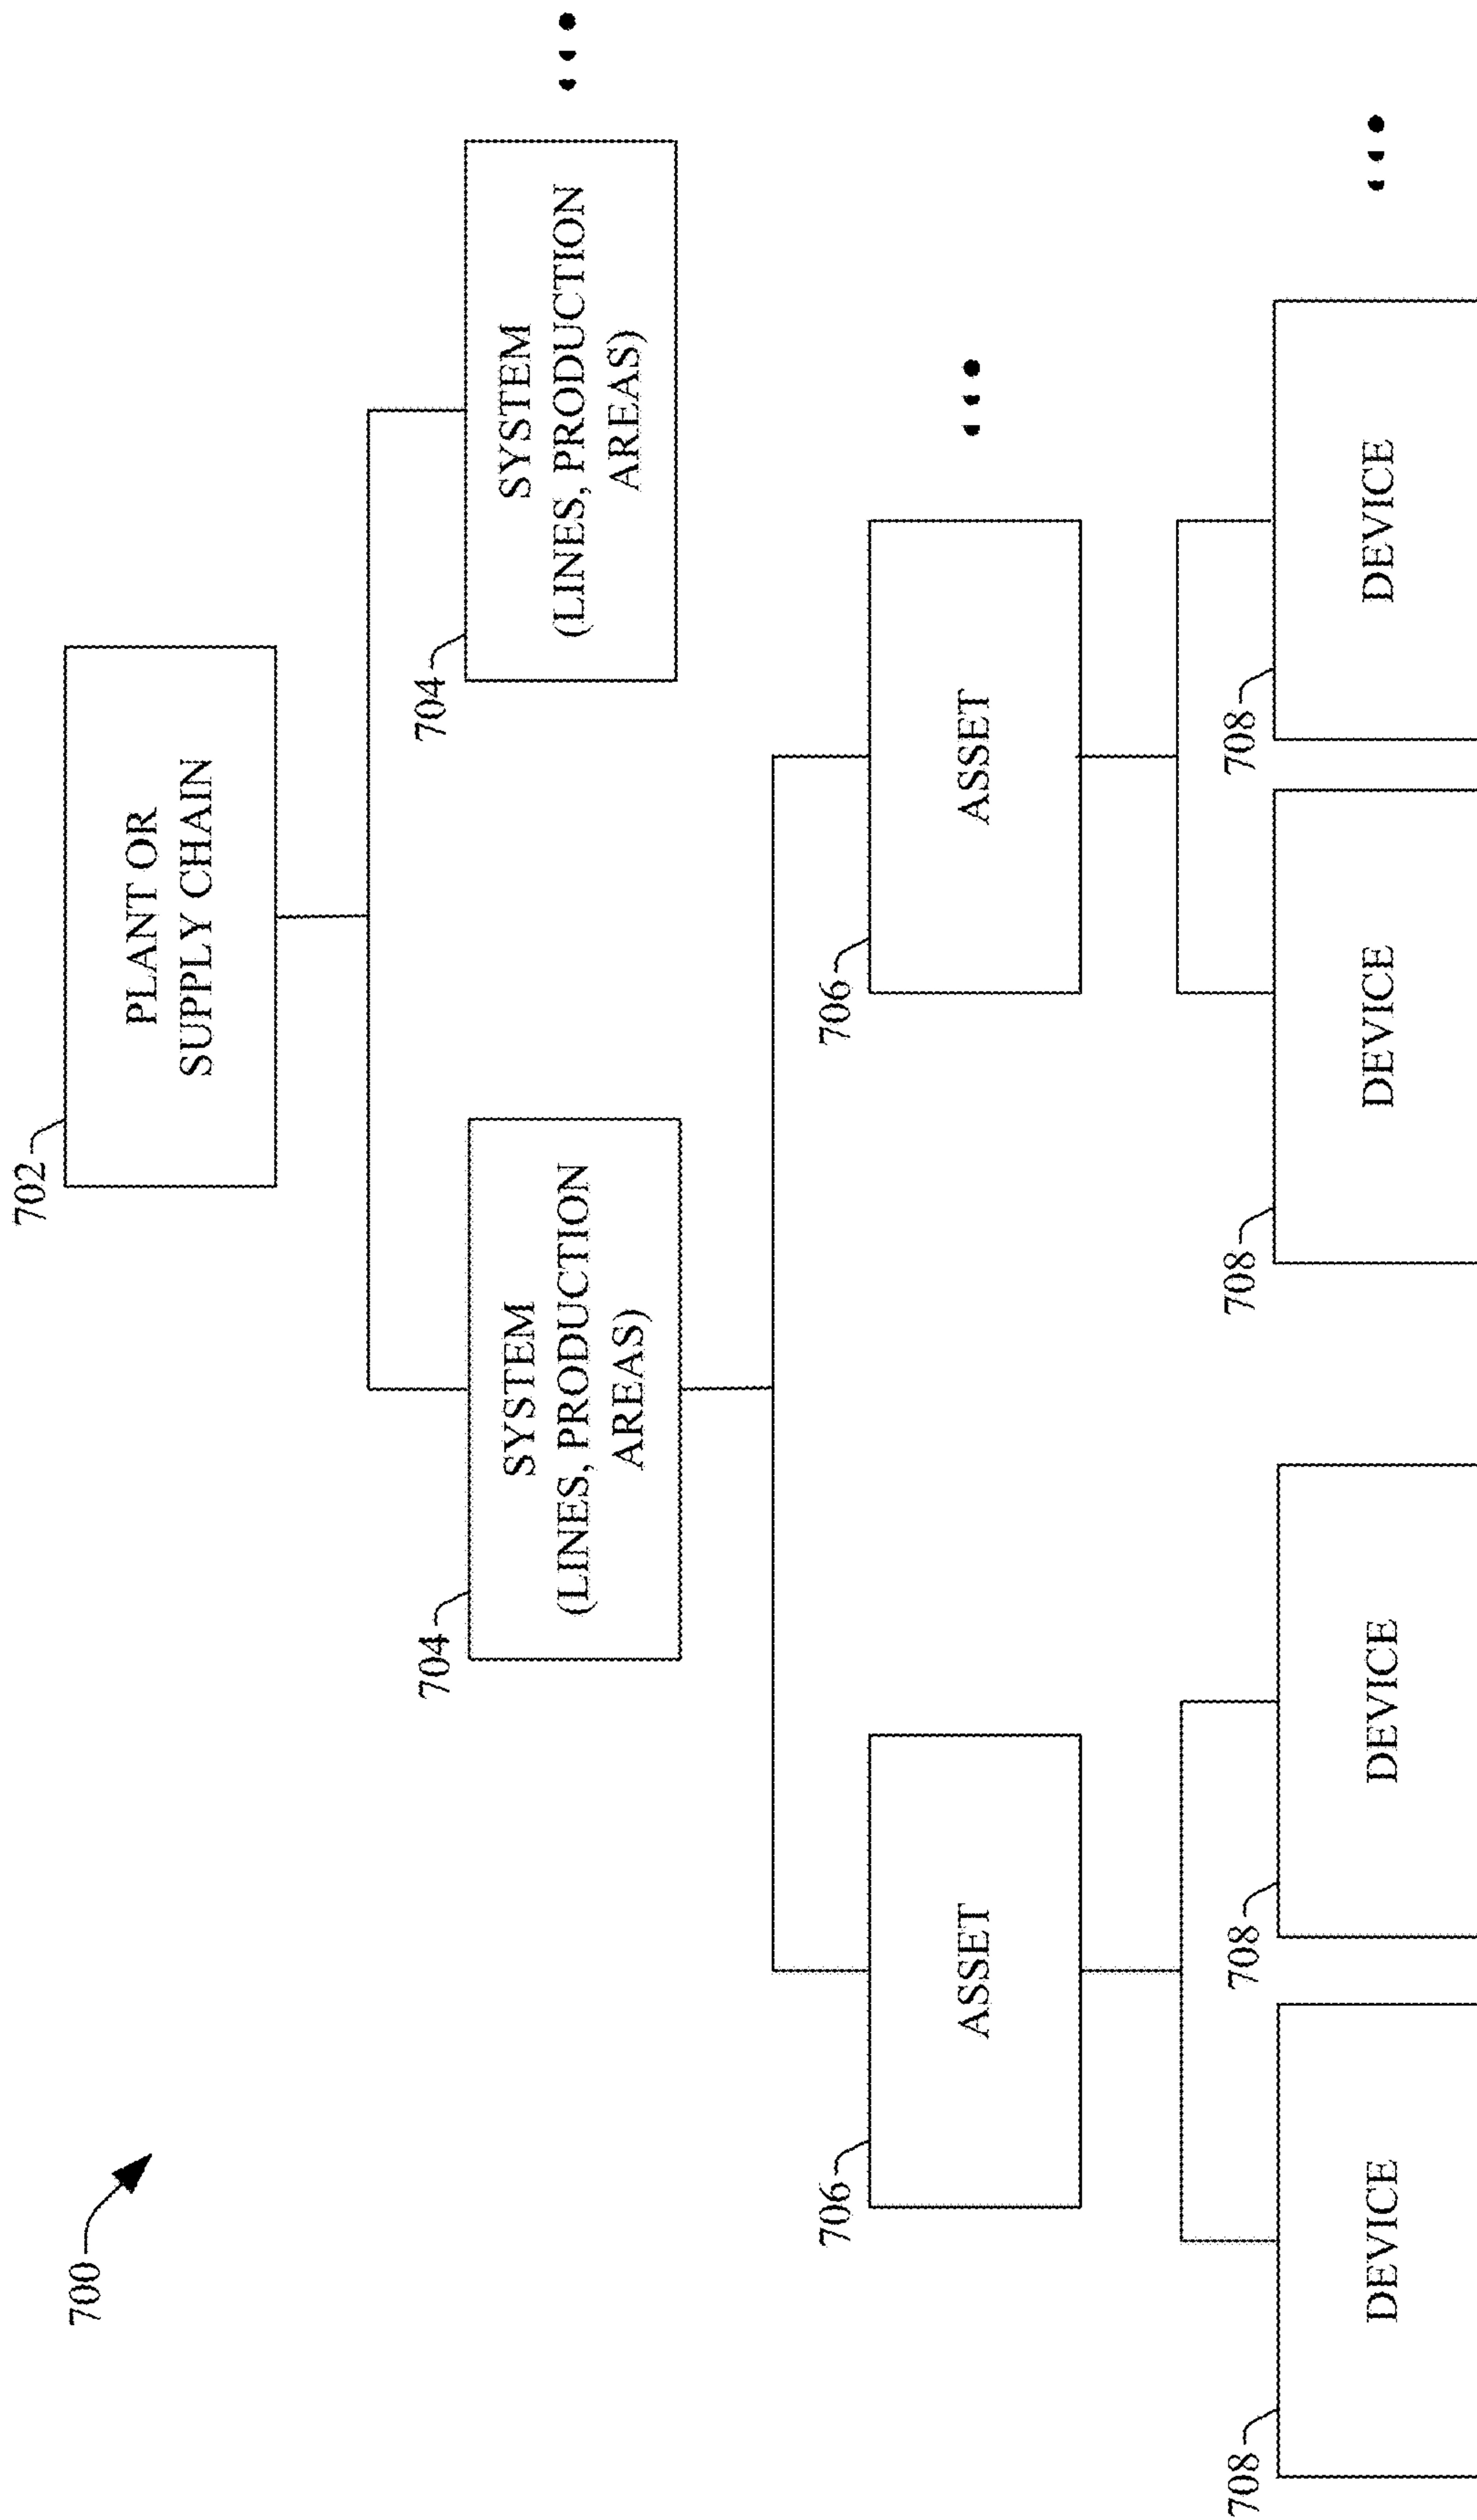 700
702
PLANT OR
SUPPLY CHAIN
704
SYSTEM
(LINES, PRODUCTION
AREAS)
704
SYSTEM
(LINES, PRODUCTION
AREAS)
706
ASSET
706
ASSET
708
DEVICE
708
DEVICE
708
DEVICE
708
DEVICE